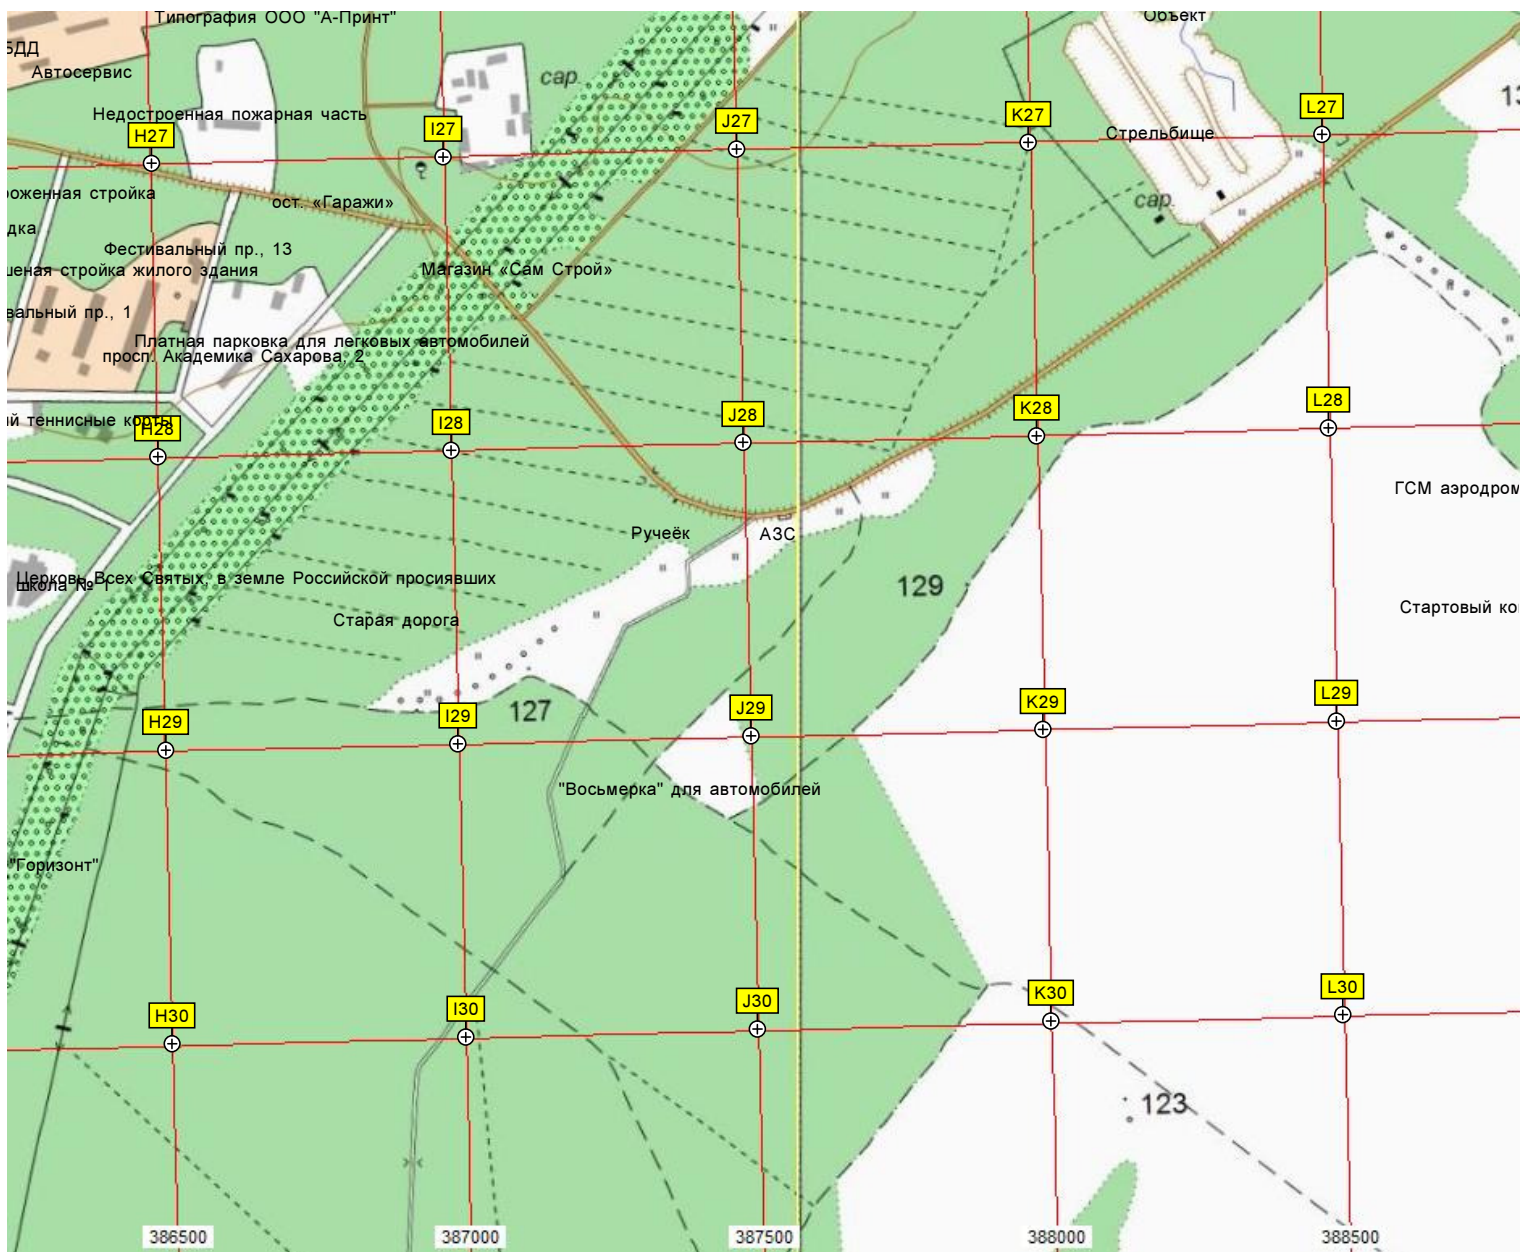 Типография ООО "А-Принт"
Объект
БДД
Автосервис
сар.
Недостроенная пожарная часть
H27
I27
J27
K27
L27
Стрельбище
роженная стройка
ост. «Гаражи»
сар.
дка
Фестивальный пр., 13
шеная стройка жилого здания
Магазин «Сам Строй»
вальный пр., 1
Платная парковка для легковых автомобилей
просп. Академика Сахарова, 2
ий теннисные корты
H28
I28
J28
K28
L28
ГСМ аэродром
Ручеёк
АЗС
Церковь Всех Святых, в земле Российской просиявших
школа № 1
129
Стартовый ко
Старая дорога
H29
I29
127
J29
K29
L29
"Восьмерка" для автомобилей
"Горизонт"
H30
I30
J30
K30
L30
123
386500
387000
387500
388000
388500